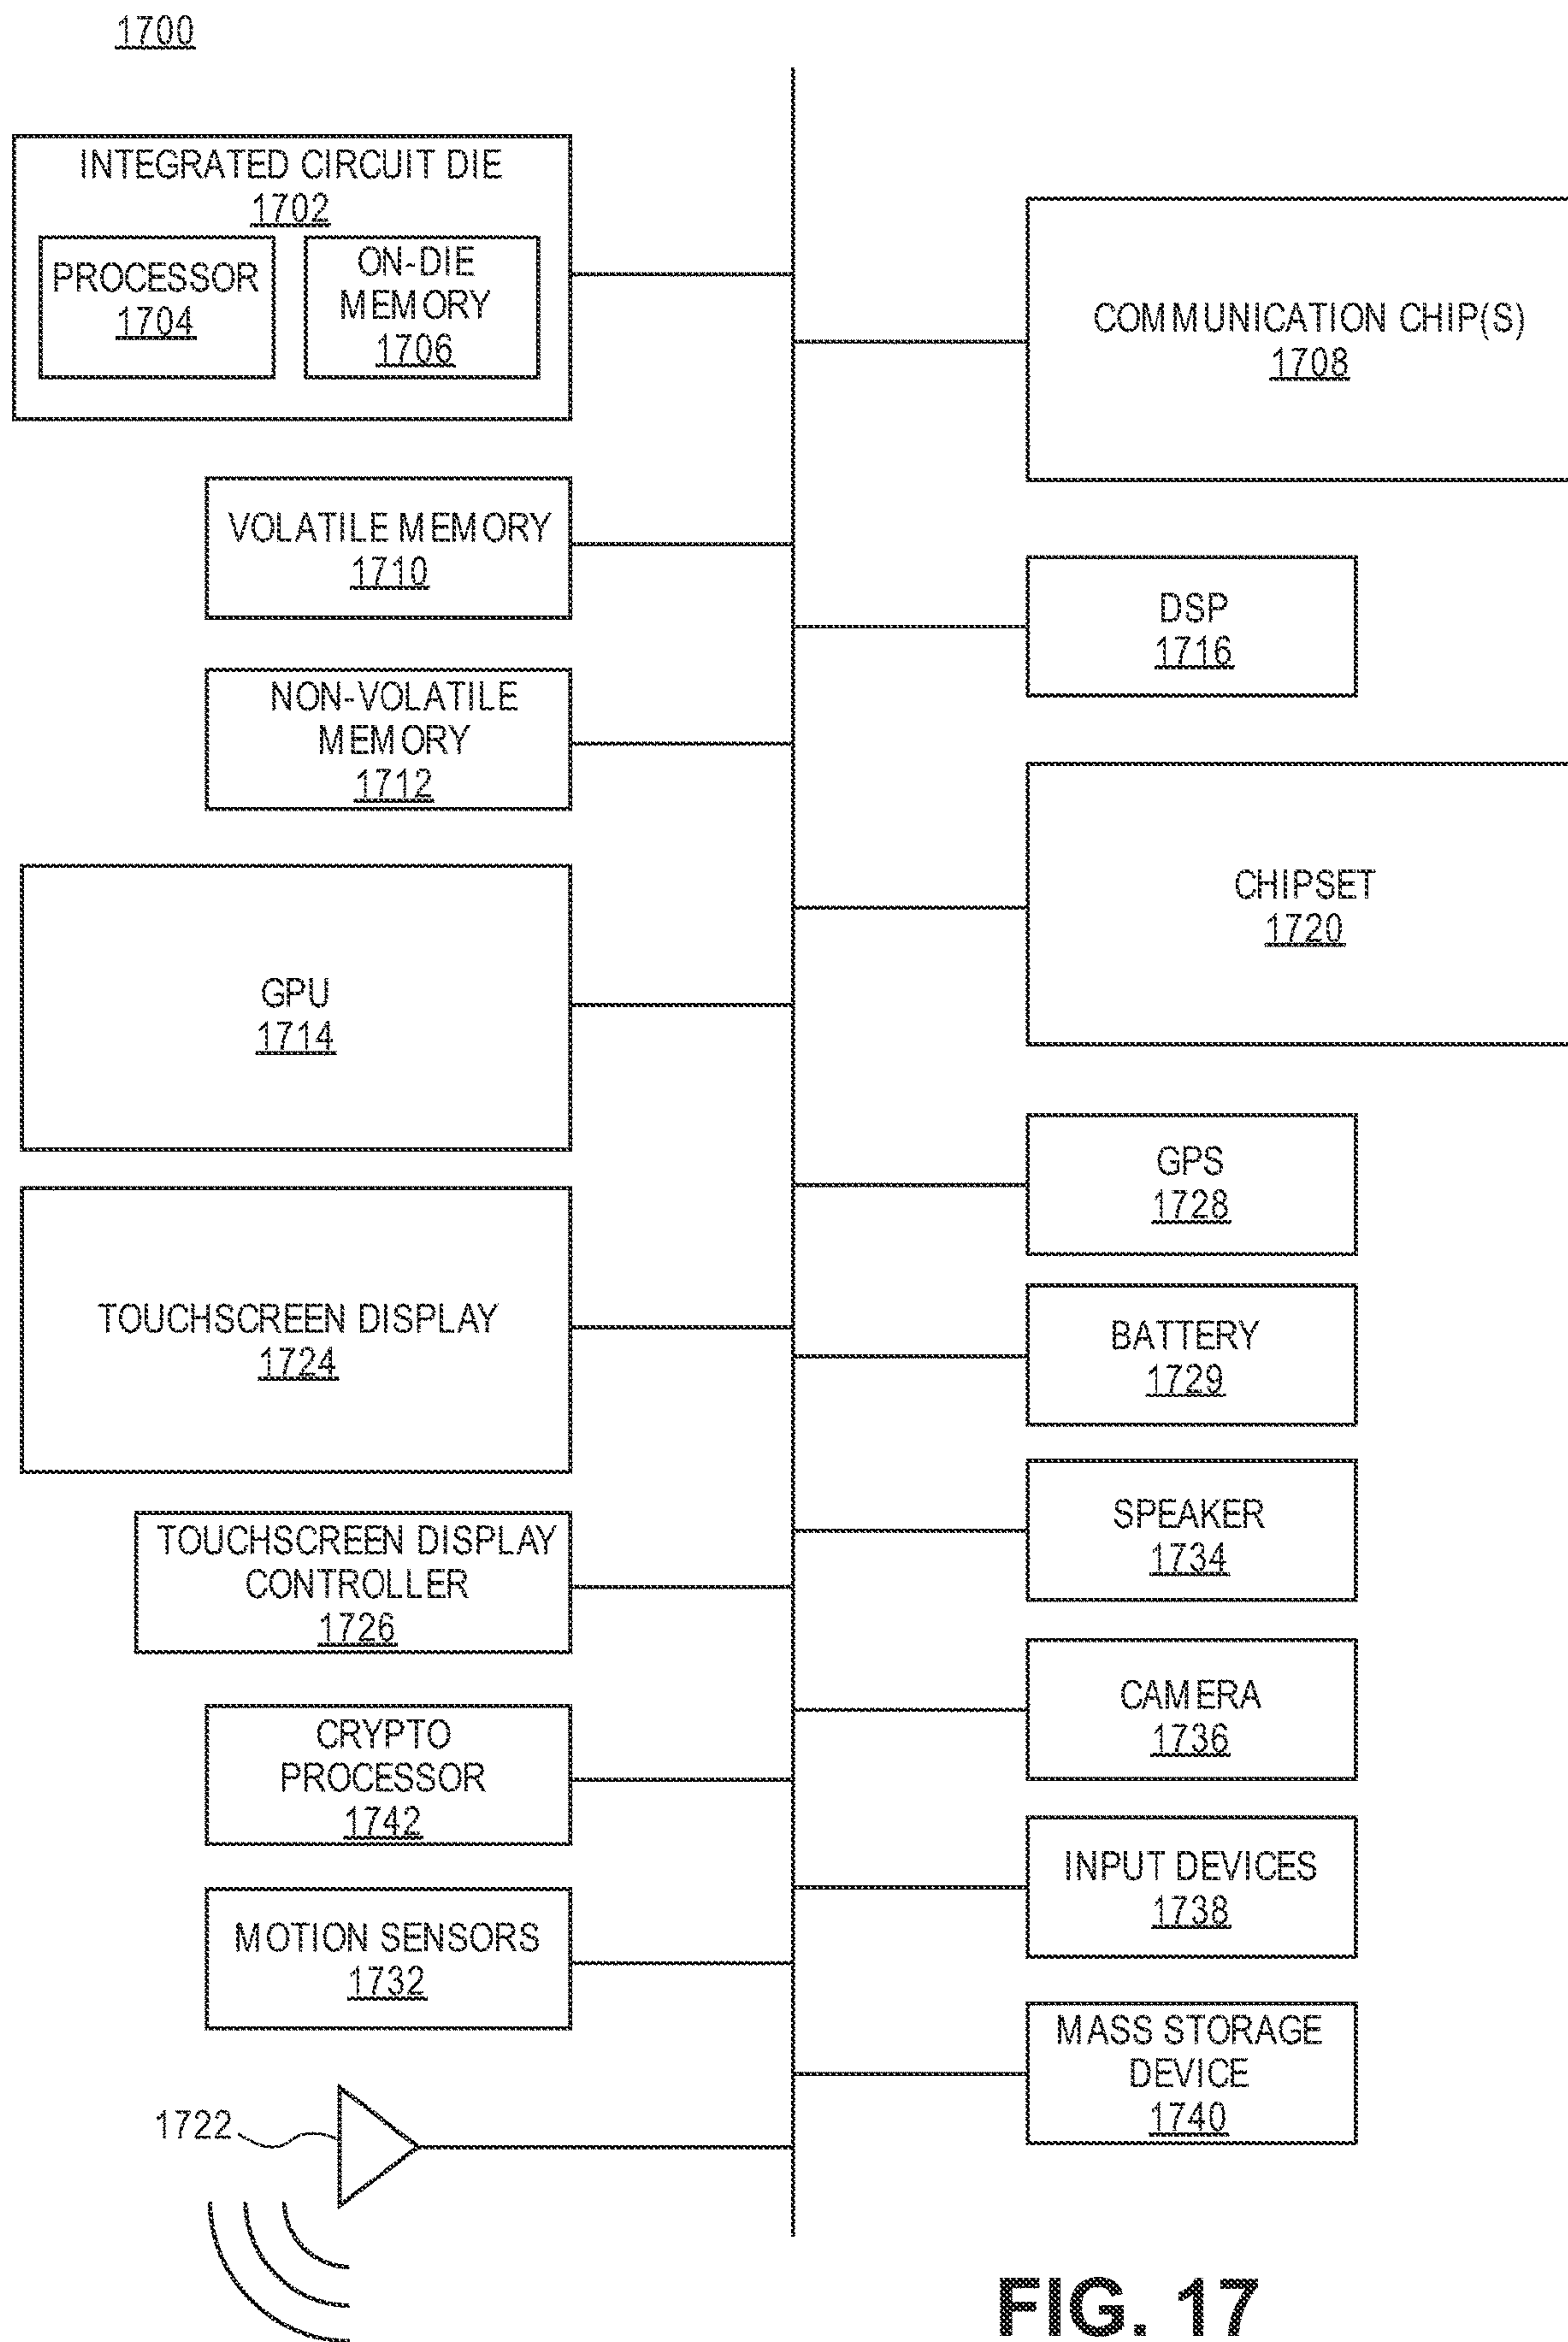 1700
INTEGRATED CIRCUIT DIE
1702
PROCESSOR
1704
ON-DIE
MEMORY
1706
COMMUNICATION CHIP(S)
1708
VOLATILE MEMORY
1710
DSP
1716
NON-VOLATILE
MEMORY
1712
CHIPSET
1720
GPU
1714
GPS
1728
TOUCHSCREEN DISPLAY
1724
BATTERY
1729
SPEAKER
1734
TOUCHSCREEN DISPLAY
CONTROLLER
1726
CAMERA
1736
CRYPTO
PROCESSOR
1742
INPUT DEVICES
1738
MOTION SENSORS
1732
MASS STORAGE
DEVICE
1740
1722
FIG. 17